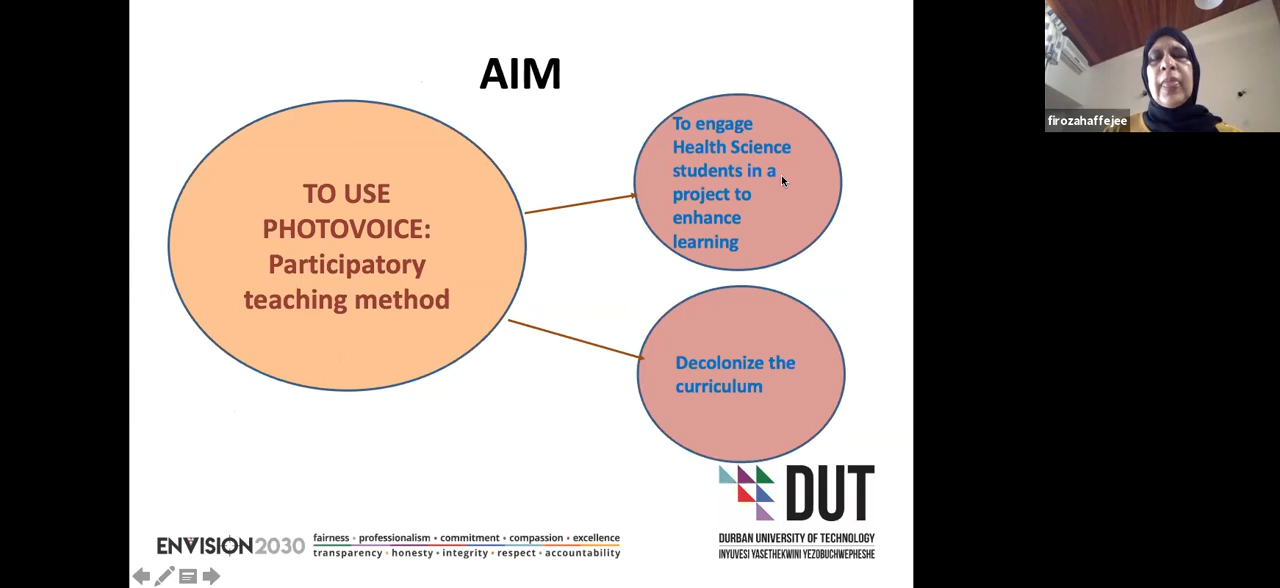 AIM
TO USE
PHOTOVOICE:
Participatory
teaching method
To engage
Health Science
students in a
project to
enhance
learning
Decolonize the
curriculum
firozahaffejee
DUT
DURBAN UNIVERSITY OF TECHNOLOGY
INYUVESI YASETHEKWINI YEZOBUCHWEPHESHE
ENVISION2030
fairness • professionalism • commitment • compassion • excellence
transparency • honesty • integrity • respect • accountability